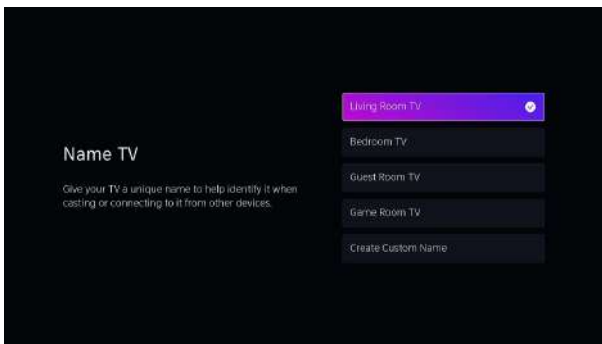 Name TV
Give your TV a unique name to help identify it when
casting or connecting to it from other devices.
Living Room TV
Bedroom TV
Guest Room TV
Game Room TV
Create Custom Name